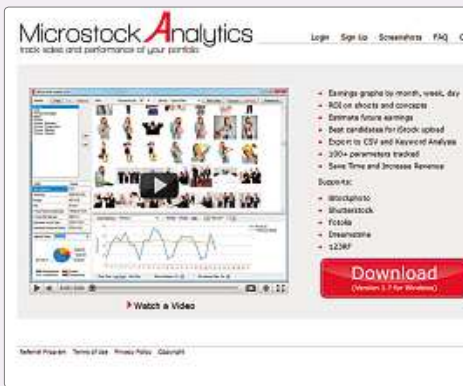 Microstock Analytics
track sales and performance of your portfolio
Login Sign Up Screenshots FAQ
Earnings graphs by month, week, day
ROI on shoots and concepts
Estimate future earnings
Best candidates for iStock upload
Export to CSV and Keyword Analysis
100+ parameters tracked
Save Time and Increase Revenue
Supports:
iStockphoto
Shutterstock
Fotolia
Dreamstime
123RF
Download
(Version 1.7 for Windows)
Watch a Video
Referral Program Terms of Use Privacy Policy Copyright